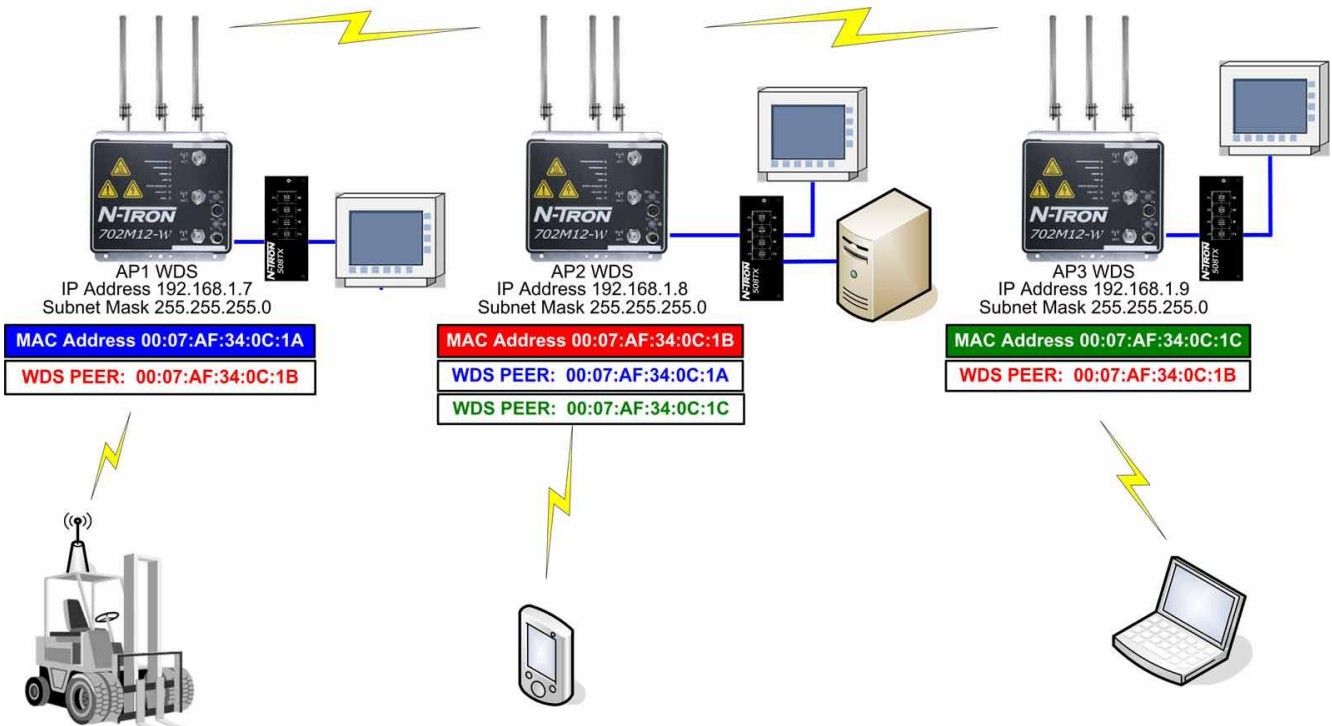 N-TRON
702M12-W
N-TRON
508TX
AP1 WDS
IP Address 192.168.1.7
Subnet Mask 255.255.255.0
MAC Address 00:07:AF:34:0C:1A
WDS PEER: 00:07:AF:34:0C:1B
N-TRON
702M12-W
N-TRON
508TX
AP2 WDS
IP Address 192.168.1.8
Subnet Mask 255.255.255.0
MAC Address 00:07:AF:34:0C:1B
WDS PEER: 00:07:AF:34:0C:1A
WDS PEER: 00:07:AF:34:0C:1C
N-TRON
702M12-W
N-TRON
508TX
AP3 WDS
IP Address 192.168.1.9
Subnet Mask 255.255.255.0
MAC Address 00:07:AF:34:0C:1C
WDS PEER: 00:07:AF:34:0C:1B